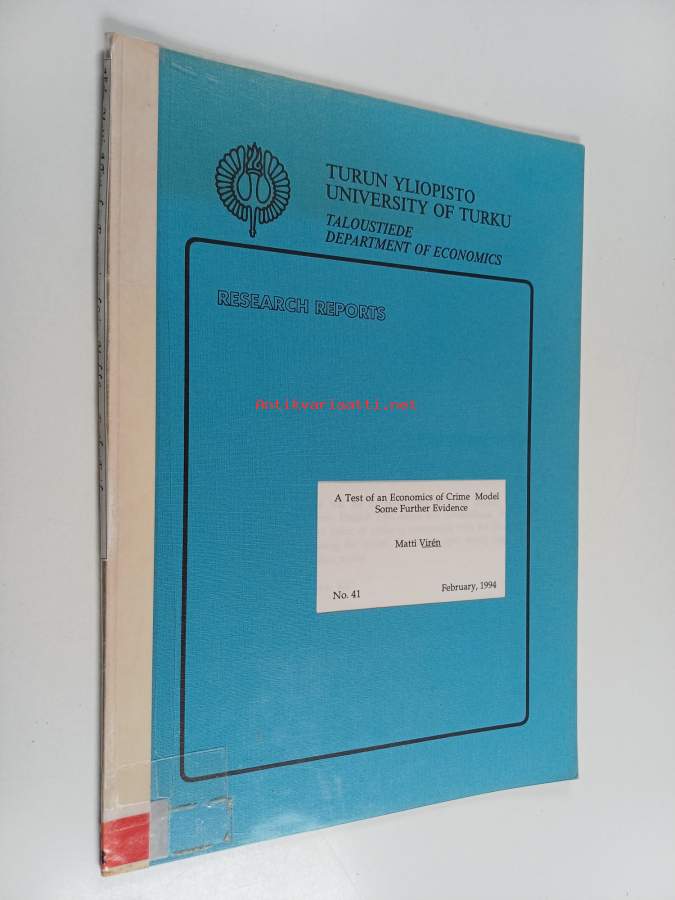 TURUN YLIOPISTO
UNIVERSITY OF TURKU
TALOUSTIEDE
DEPARTMENT OF ECONOMICS
RESEARCH REPORTS
Antikvariaatti.net
A Test of an Economics of Crime Model
Some Further Evidence
Matti Virén
No. 41 February, 1994